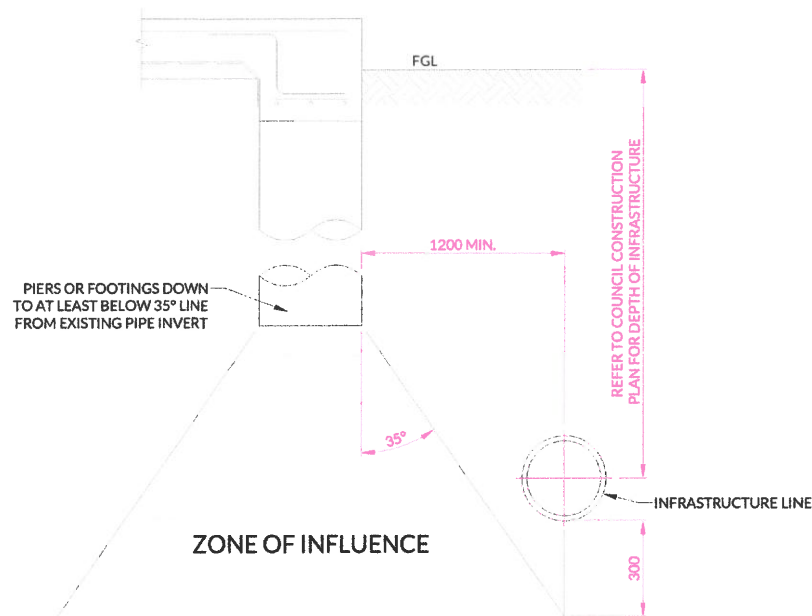 FGL
REFER TO COUNCIL CONSTRUCTION
PLAN FOR DEPTH OF INFRASTRUCTURE
1200 MIN.
PIERS OR FOOTINGS DOWN
TO AT LEAST BELOW 35° LINE
FROM EXISTING PIPE INVERT
35°
INFRASTRUCTURE LINE
ZONE OF INFLUENCE
300